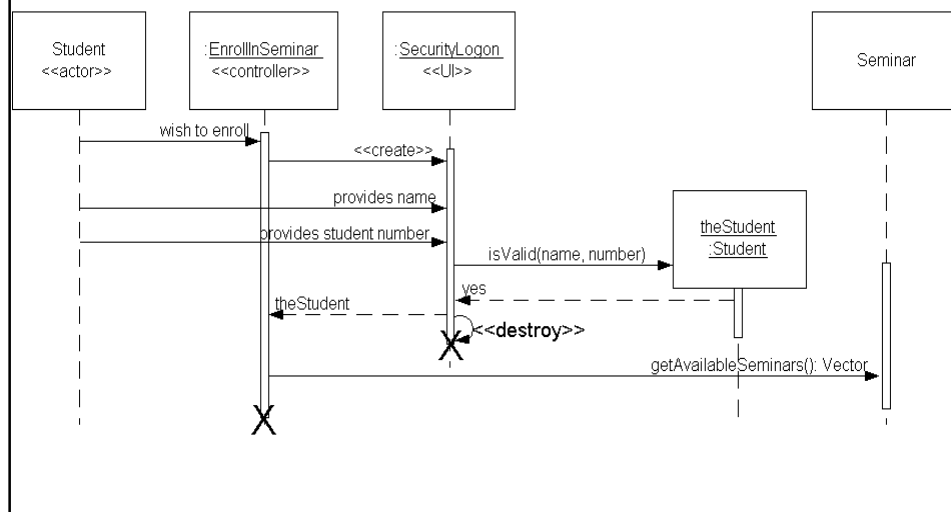 Student
<<actor>>
:EnrollInSeminar
<<controller>>
:SecurityLogon
<<UI>>
Seminar
wish to enroll
<<create>>
provides name
provides student number
theStudent
:Student
isValid(name, number)
yes
theStudent
<<destroy>>
getAvailableSeminars(): Vector